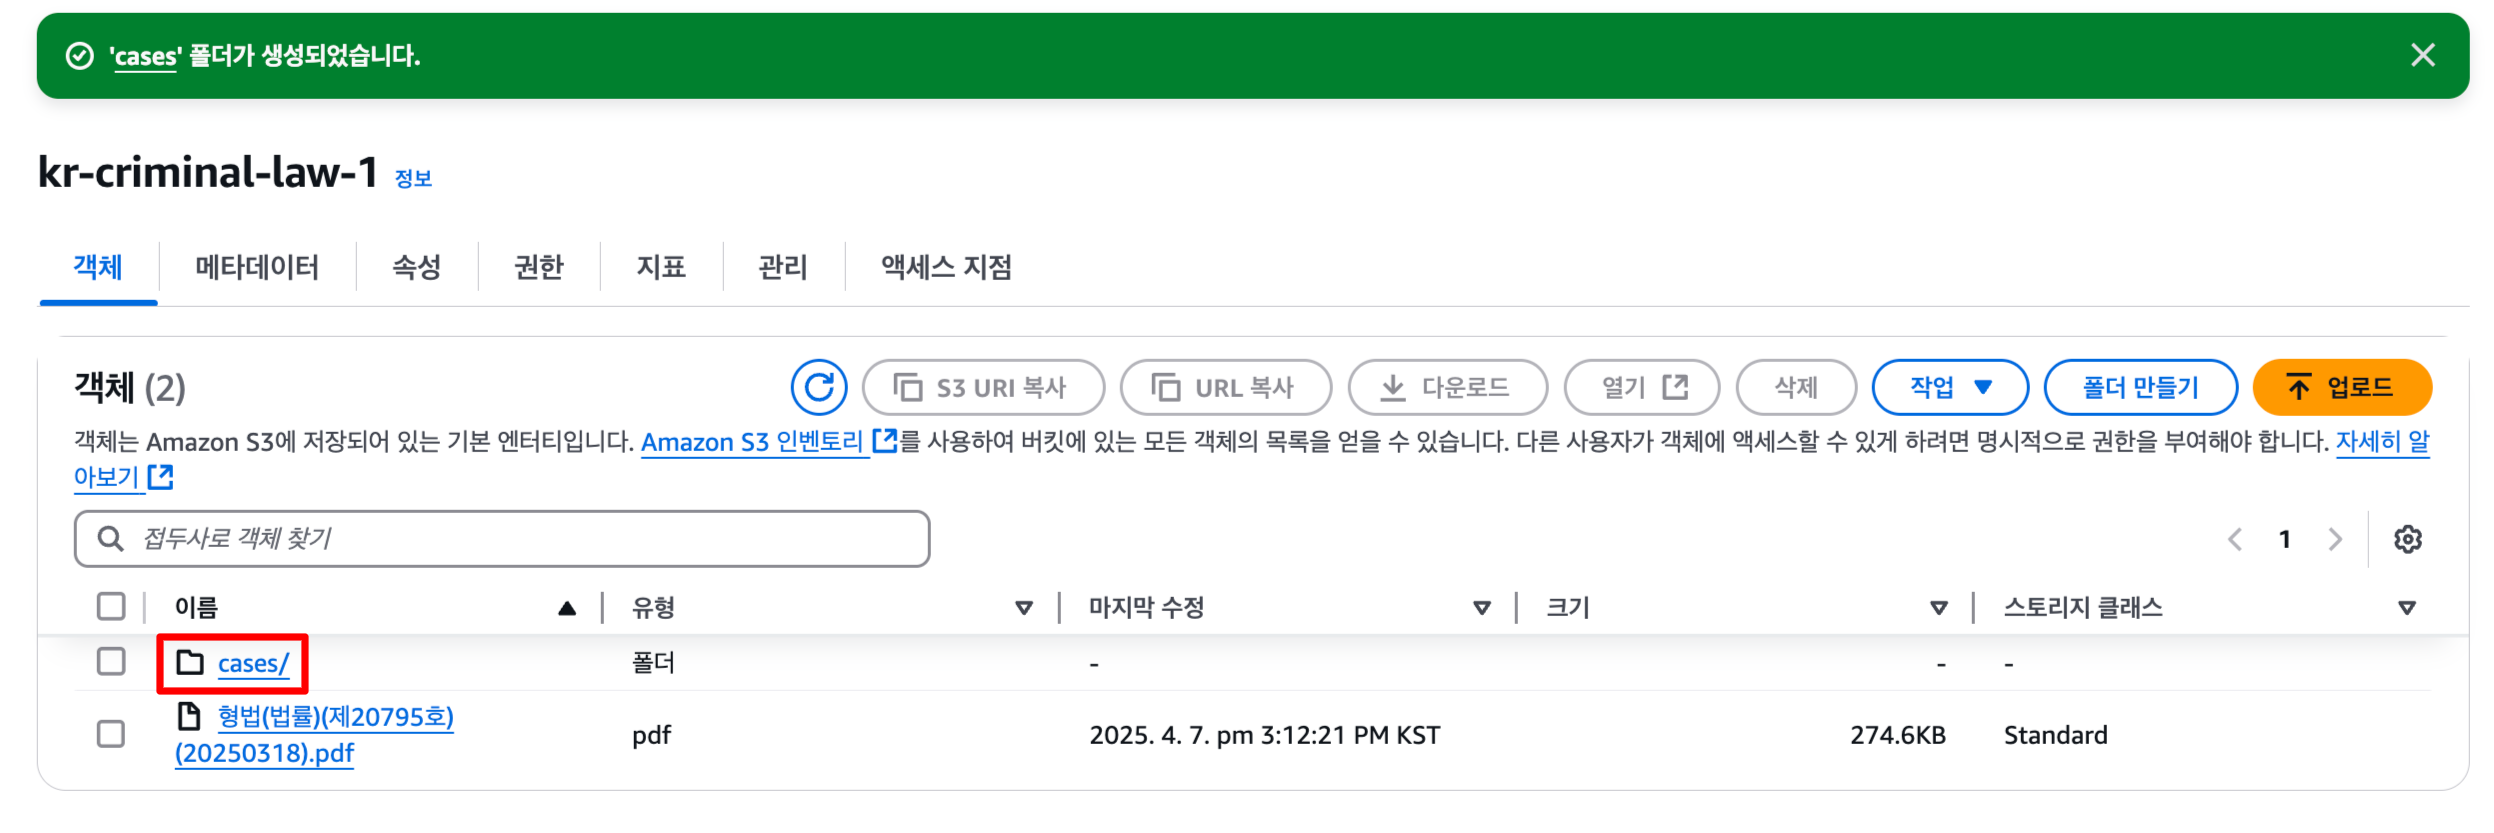 'cases' 폴더가 생성되었습니다.
kr-criminal-law-1 정보
객체 메타데이터 속성 권한 지표 관리 액세스 지점
객체 (2) S3 URI 복사 URL 복사 다운로드 열기 삭제 작업 폴더 만들기 업로드
객체는 Amazon S3에 저장되어 있는 기본 엔터티입니다. Amazon S3 인벤토리 를 사용하여 버킷에 있는 모든 객체의 목록을 얻을 수 있습니다. 다른 사용자가 객체에 액세스할 수 있게 하려면 명시적으로 권한을 부여해야 합니다. 자세히 알
아보기
접두사로 객체 찾기 1
이름 유형 마지막 수정 크기 스토리지 클래스
cases/ 폴더 - - -
형법(법률)(제20795호)
(20250318).pdf pdf 2025. 4. 7. pm 3:12:21 PM KST 274.6KB Standard